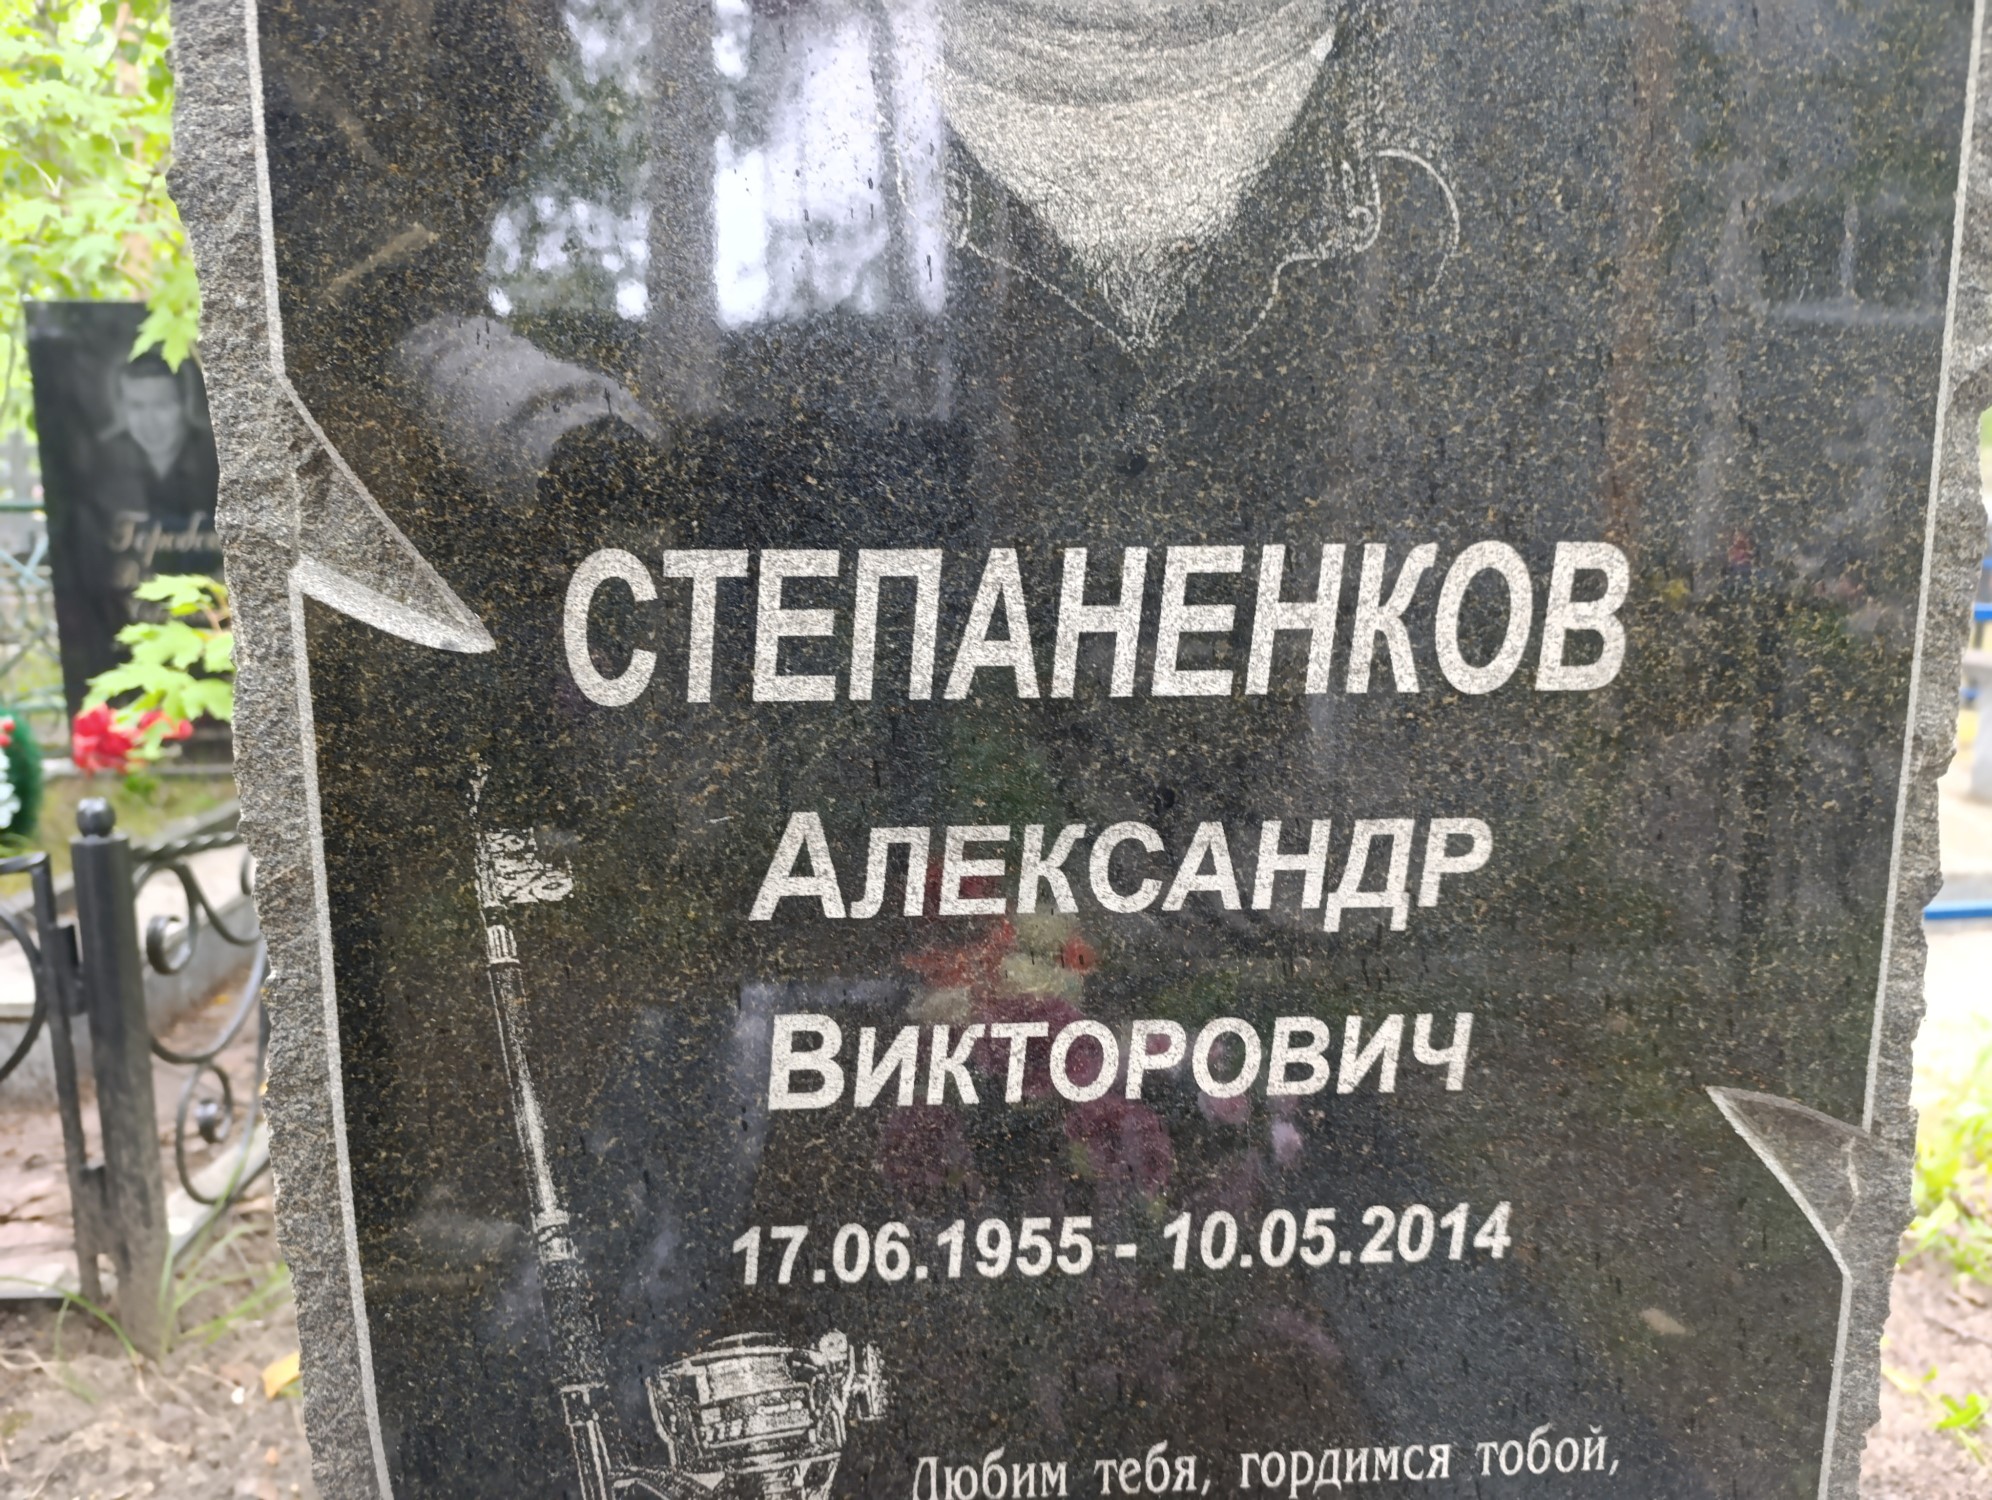 СТЕПАНЕНКОВ
АЛЕКСАНДР
ВИКТОРОВИЧ
17.06.1955 - 10.05.2014
Любим тебя, гордимся тобой,